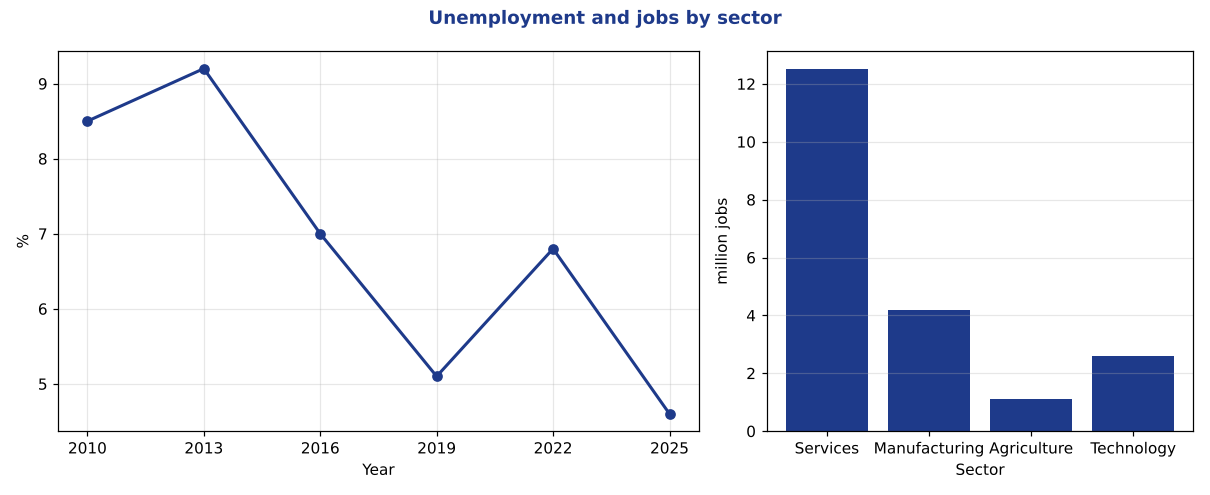 Unemployment and jobs by sector
%
9
8
7
6
5
2010 2013 2016 2019 2022 2025
Year
million jobs
12
10
8
6
4
2
0
Services Manufacturing Agriculture Technology
Sector